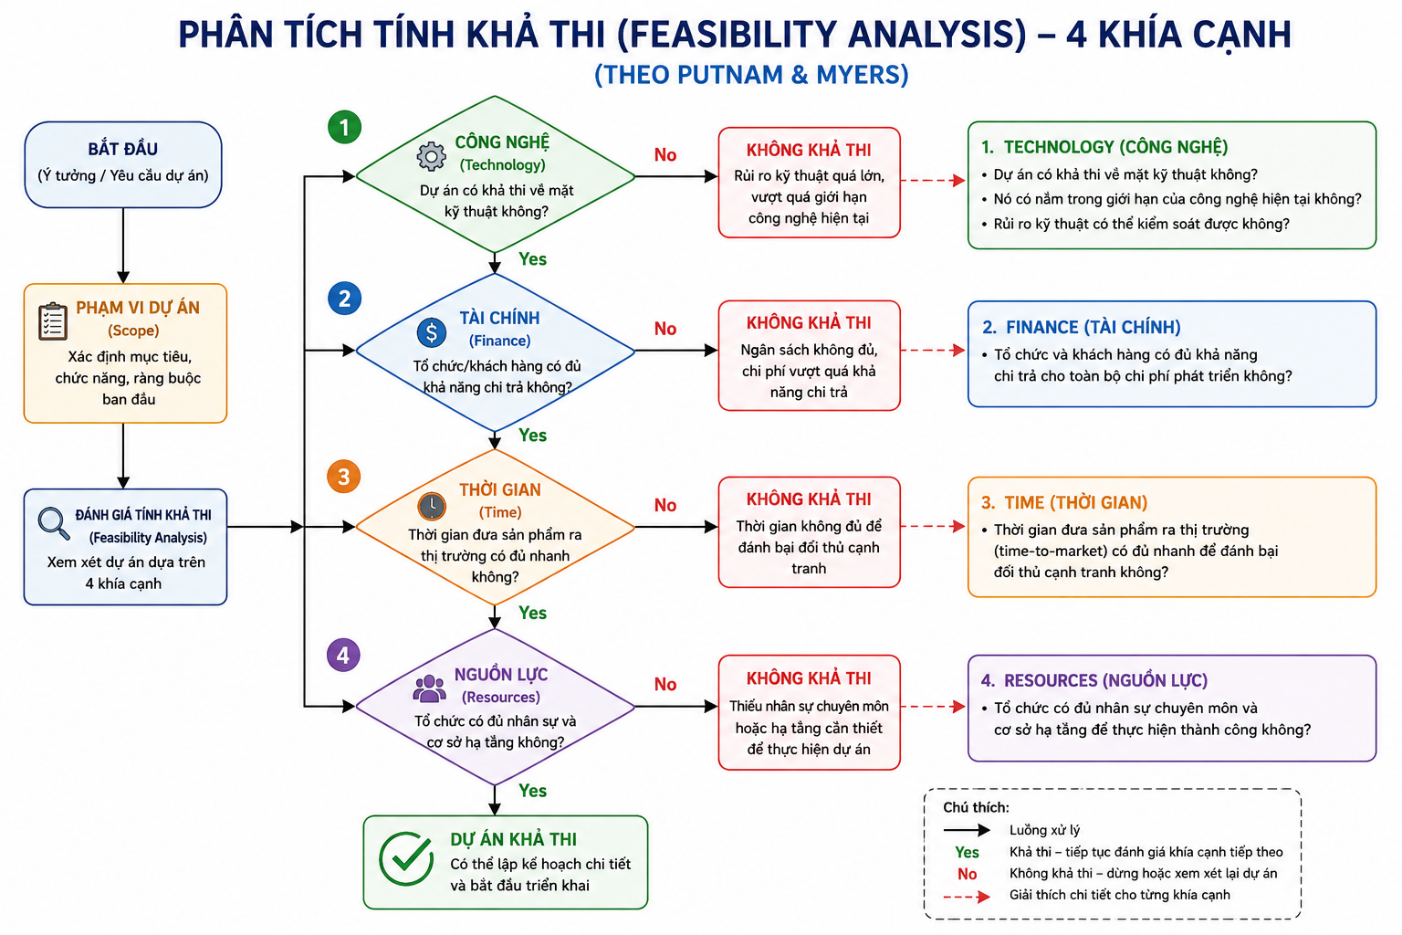 PHÂN TÍCH TÍNH KHẢ THI (FEASIBILITY ANALYSIS) – 4 KHÍA CẠNH
(THEO PUTNAM & MYERS)
BẮT ĐẦU
(Ý tưởng / Yêu cầu dự án)
PHẠM VI DỰ ÁN
(Scope)
Xác định mục tiêu,
chức năng, ràng buộc
ban đầu
ĐÁNH GIÁ TÍNH KHẢ THI
(Feasibility Analysis)
Xem xét dự án dựa trên
4 khía cạnh
1
CÔNG NGHỆ
(Technology)
Dự án có khả thi về mặt
kỹ thuật không?
No
Yes
KHÔNG KHẢ THI
Rủi ro kỹ thuật quá lớn,
vượt quá giới hạn
công nghệ hiện tại
1. TECHNOLOGY (CÔNG NGHỆ)
• Dự án có khả thi về mặt kỹ thuật không?
• Nó có nắm trong giới hạn của công nghệ hiện tại không?
• Rủi ro kỹ thuật có thể kiểm soát được không?
2
TÀI CHÍNH
(Finance)
Tổ chức/khách hàng có đủ
khả năng chi trả không?
No
Yes
KHÔNG KHẢ THI
Ngân sách không đủ,
chi phí vượt quá khả
năng chi trả
2. FINANCE (TÀI CHÍNH)
• Tổ chức và khách hàng có đủ khả năng
chi trả cho toàn bộ chi phí phát triển không?
3
THỜI GIAN
(Time)
Thời gian đưa sản phẩm ra
thị trường có đủ nhanh
không?
No
Yes
KHÔNG KHẢ THI
Thời gian không đủ để
đánh bại đối thủ cạnh
tranh
3. TIME (THỜI GIAN)
• Thời gian đưa sản phẩm ra thị trường
(time-to-market) có đủ nhanh để đánh bại
đối thủ cạnh tranh không?
4
NGUỒN LỰC
(Resources)
Tổ chức có đủ nhân sự và
cơ sở hạ tầng không?
No
Yes
KHÔNG KHẢ THI
Thiếu nhân sự chuyên môn
hoặc hạ tầng cần thiết
để thực hiện dự án
4. RESOURCES (NGUỒN LỰC)
• Tổ chức có đủ nhân sự chuyên môn và
cơ sở hạ tầng để thực hiện thành công không?
DỰ ÁN KHẢ THI
Có thể lập kế hoạch chi tiết
và bắt đầu triển khai
Chú thích:
Luồng xử lý
Yes Khả thi – tiếp tục đánh giá khía cạnh tiếp theo
No Không khả thi – dừng hoặc xem xét lại dự án
Giải thích chi tiết cho từng khía cạnh